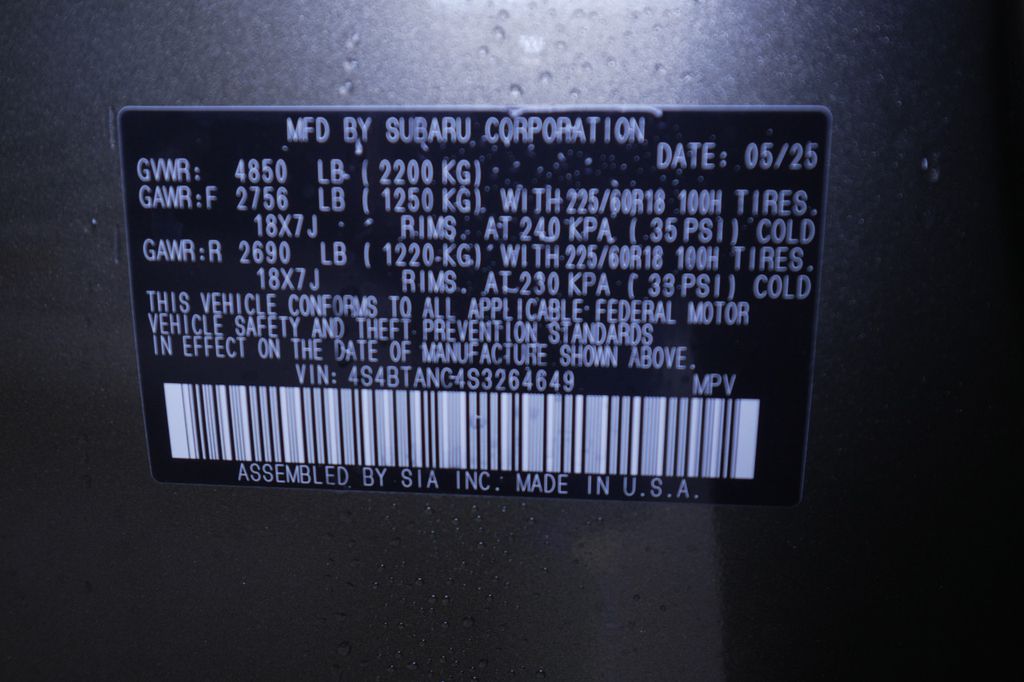 MFD BY SUBARU CORPORATION
DATE: 05/25
GVWR: 4850 LB ( 2200 KG)
GAWR:F 2756 LB ( 1250 KG) WITH 225/60R18 100H TIRES.
18X7J RIMS. AT 240 KPA ( 35 PSI) COLD
GAWR:R 2690 LB ( 1220 KG) WITH 225/60R18 100H TIRES.
18X7J RIMS. AT 230 KPA ( 33 PSI) COLD
THIS VEHICLE CONFORMS TO ALL APPLICABLE FEDERAL MOTOR
VEHICLE SAFETY AND THEFT PREVENTION STANDARDS
IN EFFECT ON THE DATE OF MANUFACTURE SHOWN ABOVE.
VIN: 4S4BTANC4S3264649 MPV
ASSEMBLED BY SIA INC. MADE IN U.S.A.